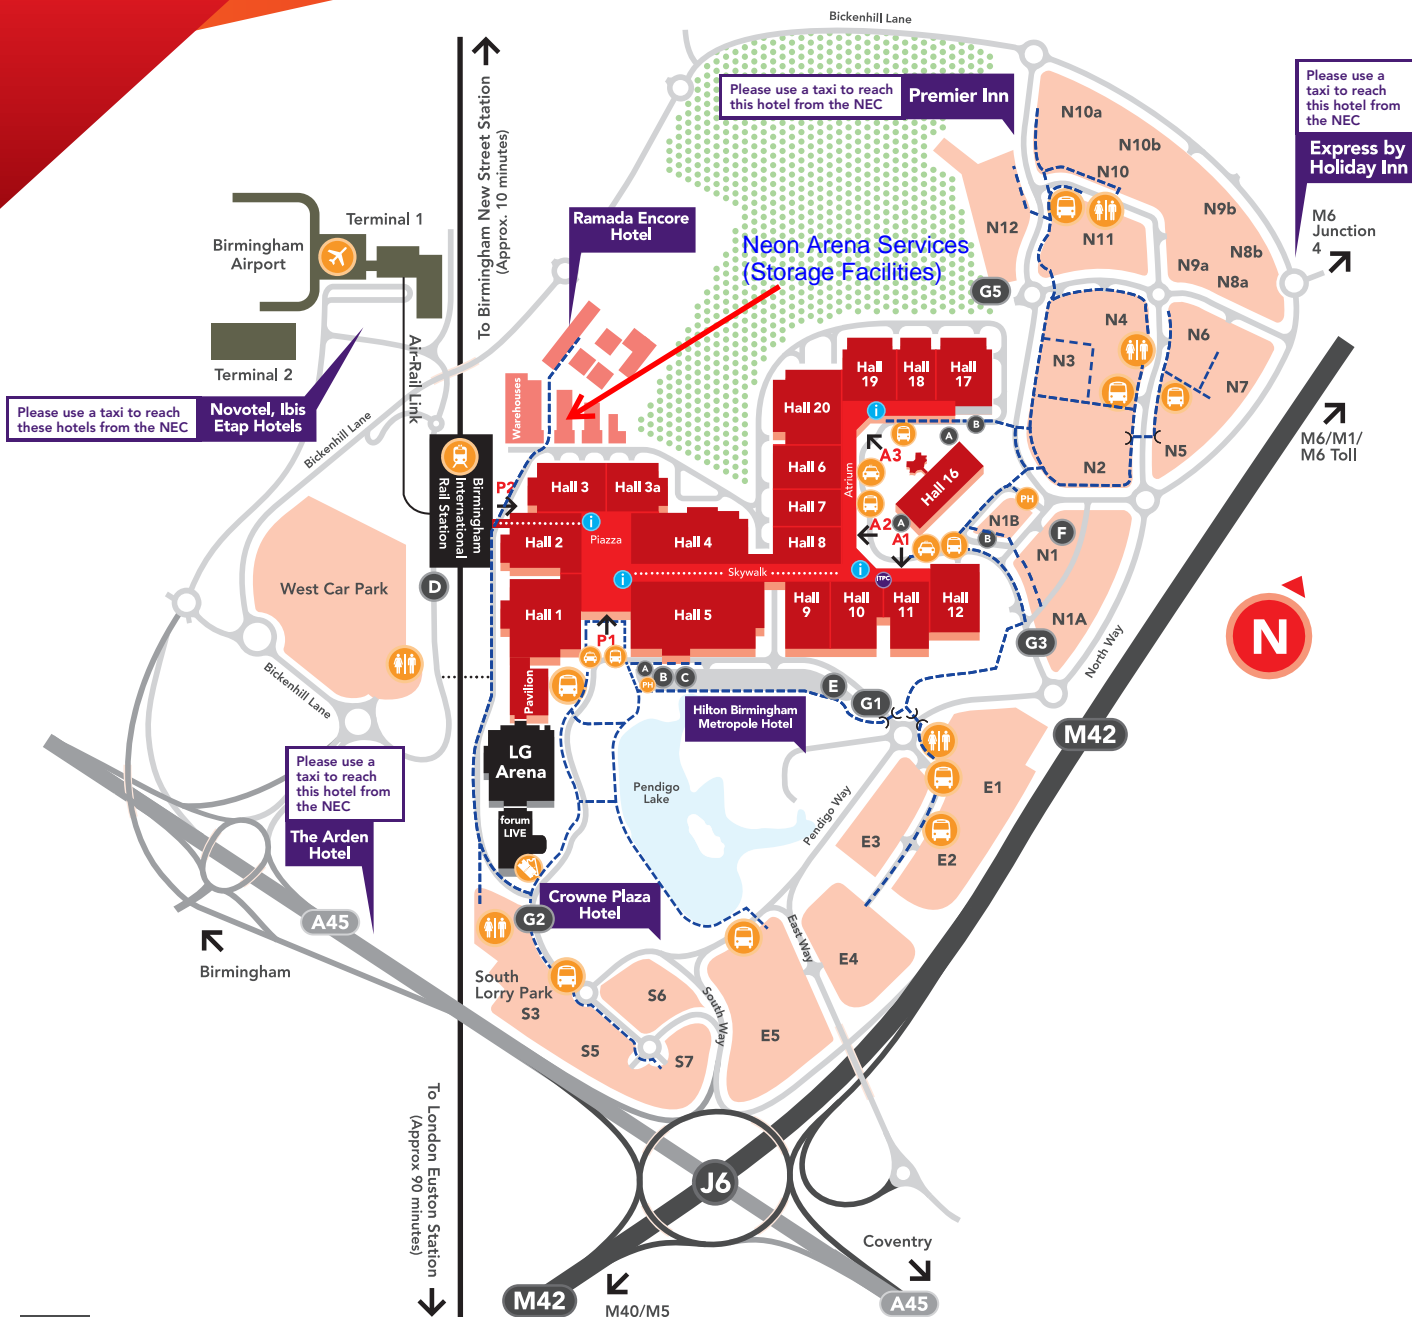 Bickenhill Lane
Please use a taxi to reach
this hotel from the NEC
Premier Inn
Please use a
taxi to reach
this hotel from
the NEC
Express by
Holiday Inn
M6
Junction
4
To Birmingham New Street Station
(Approx. 10 minutes)
N10a
N10b
N10
N9b
N8b
N9a
N8a
N12
N11
G5
Terminal 1
Birmingham
Airport
Terminal 2
Air-Rail Link
Ramada Encore
Hotel
Neon Arena Services
(Storage Facilities)
N4
N3
N6
N7
N5
N2
M6/M1/
M6 Toll
Please use a taxi to reach
these hotels from the NEC
Novotel, Ibis
Etap Hotels
Bickenhill Lane
Warehouses
Hall
19
Hall
18
Hall
17
Hall 20
i
A
B
A3
Hall 6
Hall 7
Hall 8
Atrium
Hall 16
A
A2
A1
PH
N1B
B
F
N1
N1A
G3
North Way
Birmingham
International
Rail Station
P2
Hall 3
Hall 3a
i
Piazza
Hall 2
Hall 4
Skywalk
i
i
ITPC
Hall 1
Hall 5
Hall
9
Hall
10
Hall
11
Hall
12
P1
D
West Car Park
Bickenhill Lane
Pavilion
A
B
C
PH
E
G1
Hilton Birmingham
Metropole Hotel
N
M42
LG
Arena
forum
LIVE
Pendigo
Lake
Pendigo Way
E1
E3
E2
Please use a
taxi to reach
this hotel from
the NEC
The Arden
Hotel
A45
Birmingham
Crowne Plaza
Hotel
G2
East Way
E4
South
Lorry Park
S3
S6
South Way
E5
S5
S7
To London Euston Station
(Approx 90 minutes)
J6
Coventry
M42
M40/M5
A45